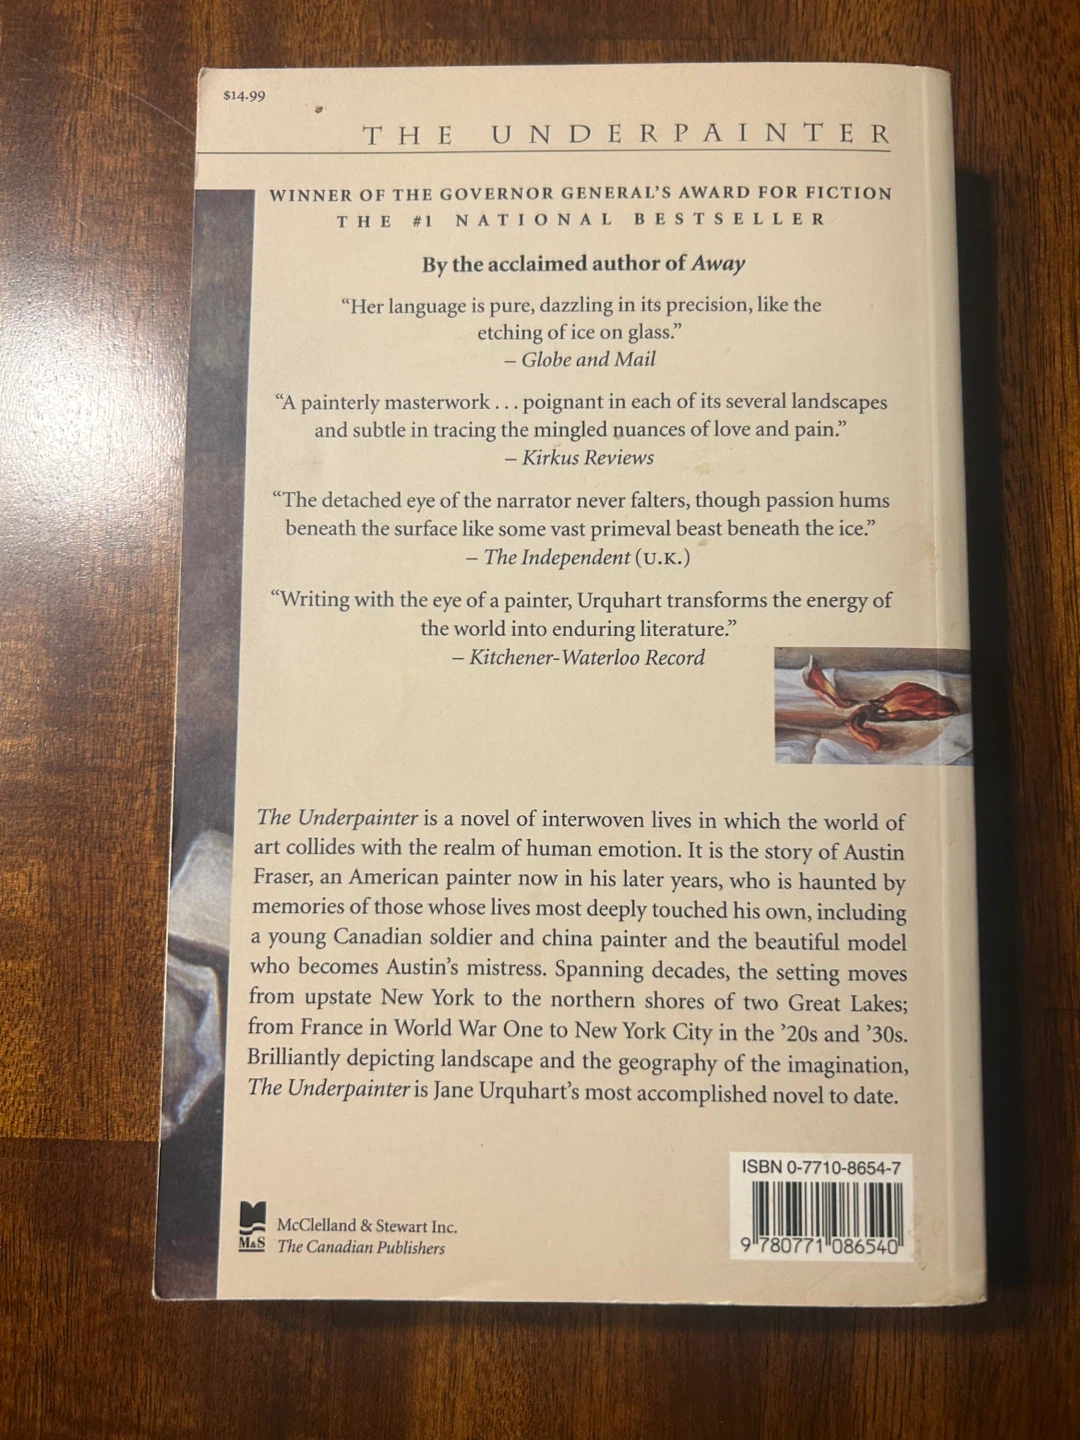 $14.99
THE UNDERPAINTER
WINNER OF THE GOVERNOR GENERAL'S AWARD FOR FICTION
THE #1 NATIONAL BESTSELLER
By the acclaimed author of Away
“Her language is pure, dazzling in its precision, like the
etching of ice on glass.”
– Globe and Mail
“A painterly masterwork . . . poignant in each of its several landscapes
and subtle in tracing the mingled nuances of love and pain.”
– Kirkus Reviews
“The detached eye of the narrator never falters, though passion hums
beneath the surface like some vast primeval beast beneath the ice.”
– The Independent (U.K.)
“Writing with the eye of a painter, Urquhart transforms the energy of
the world into enduring literature.”
– Kitchener-Waterloo Record
The Underpainter is a novel of interwoven lives in which the world of
art collides with the realm of human emotion. It is the story of Austin
Fraser, an American painter now in his later years, who is haunted by
memories of those whose lives most deeply touched his own, including
a young Canadian soldier and china painter and the beautiful model
who becomes Austin’s mistress. Spanning decades, the setting moves
from upstate New York to the northern shores of two Great Lakes;
from France in World War One to New York City in the ’20s and ’30s.
Brilliantly depicting landscape and the geography of the imagination,
The Underpainter is Jane Urquhart’s most accomplished novel to date.
M&S
McClelland & Stewart Inc.
The Canadian Publishers
ISBN 0-7710-8654-7
9 780771 086540